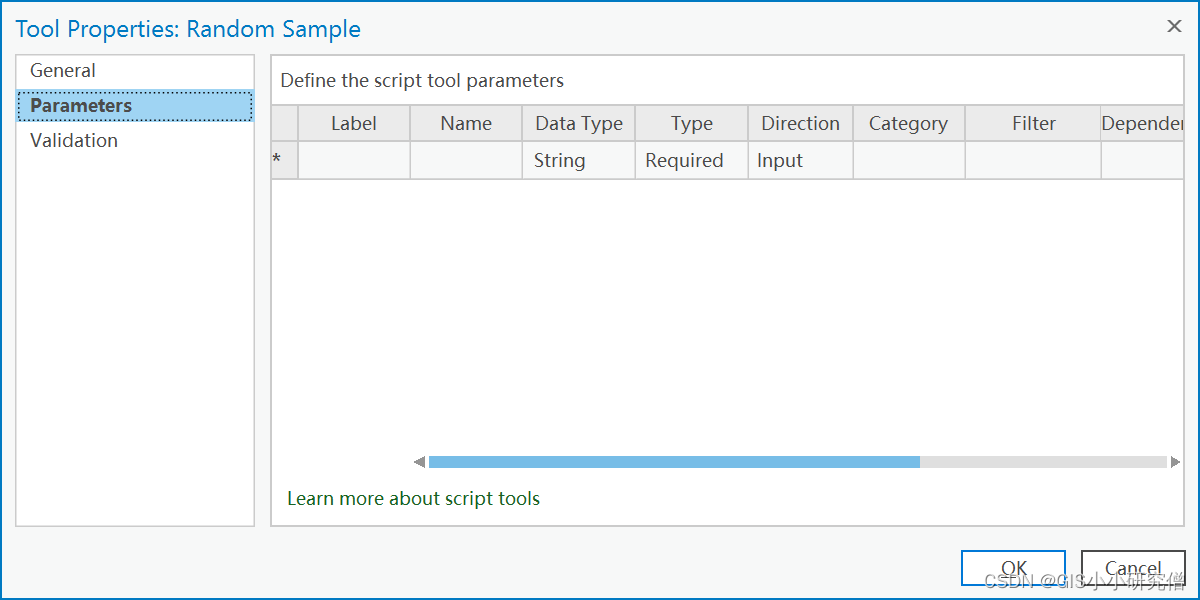 Tool Properties: Random Sample
General
Parameters
Validation
Define the script tool parameters
Label Name Data Type Type Direction Category Filter Depender
* String Required Input
Learn more about script tools
OK Cancel
CSDN @GIS小小研究僧